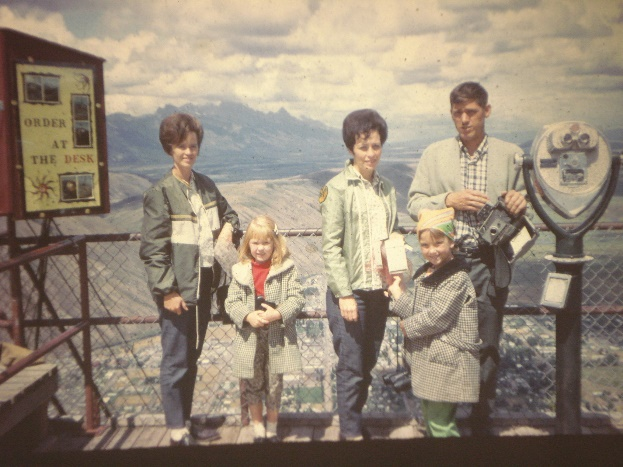 ORDER
AT
THE DESK